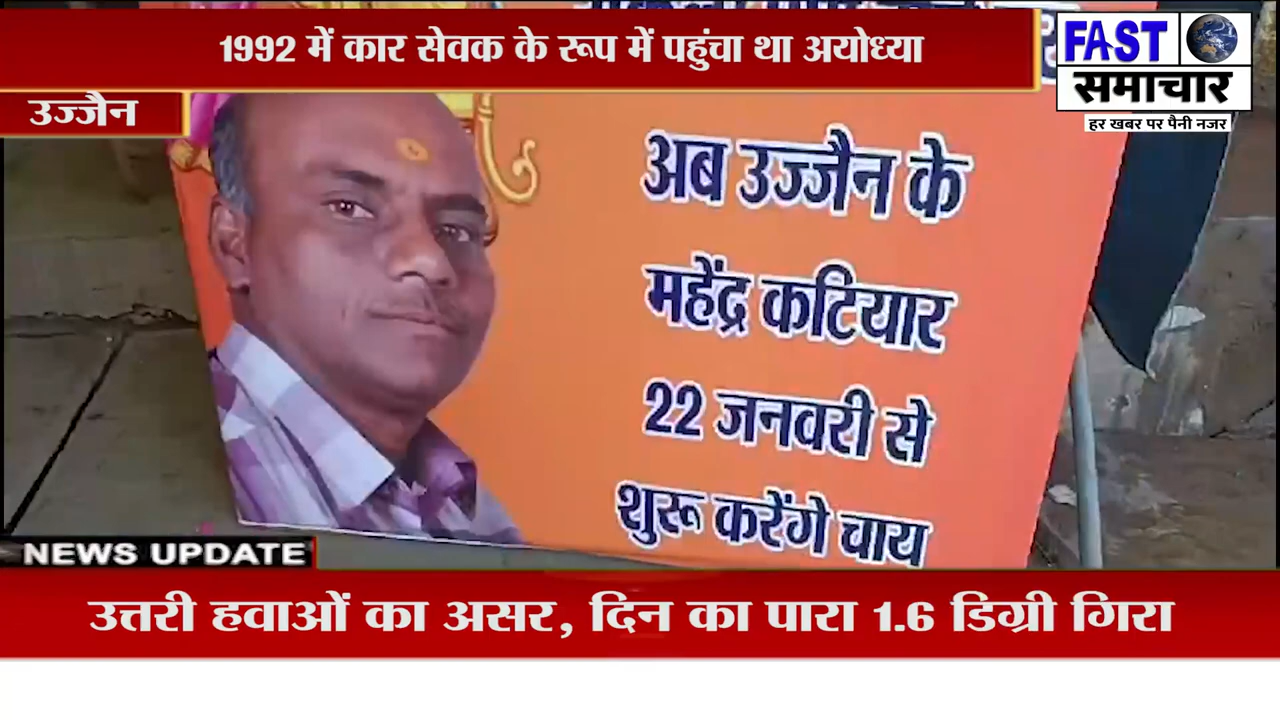 1992 में कार सेवक के रूप में पहुंचा था अयोध्या
FAST
समाचार
हर खबर पर पैनी नजर
उज्जैन
अब उज्जैन के
महेंद्र कटियार
22 जनवरी से
शुरू करेंगे चाय
NEWS UPDATE
उत्तरी हवाओं का असर, दिन का पारा 1.6 डिग्री गिरा